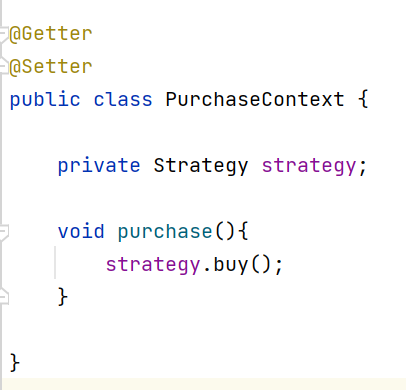 @Getter
@Setter
public class PurchaseContext {
private Strategy strategy;
void purchase(){
strategy.buy();
}
}